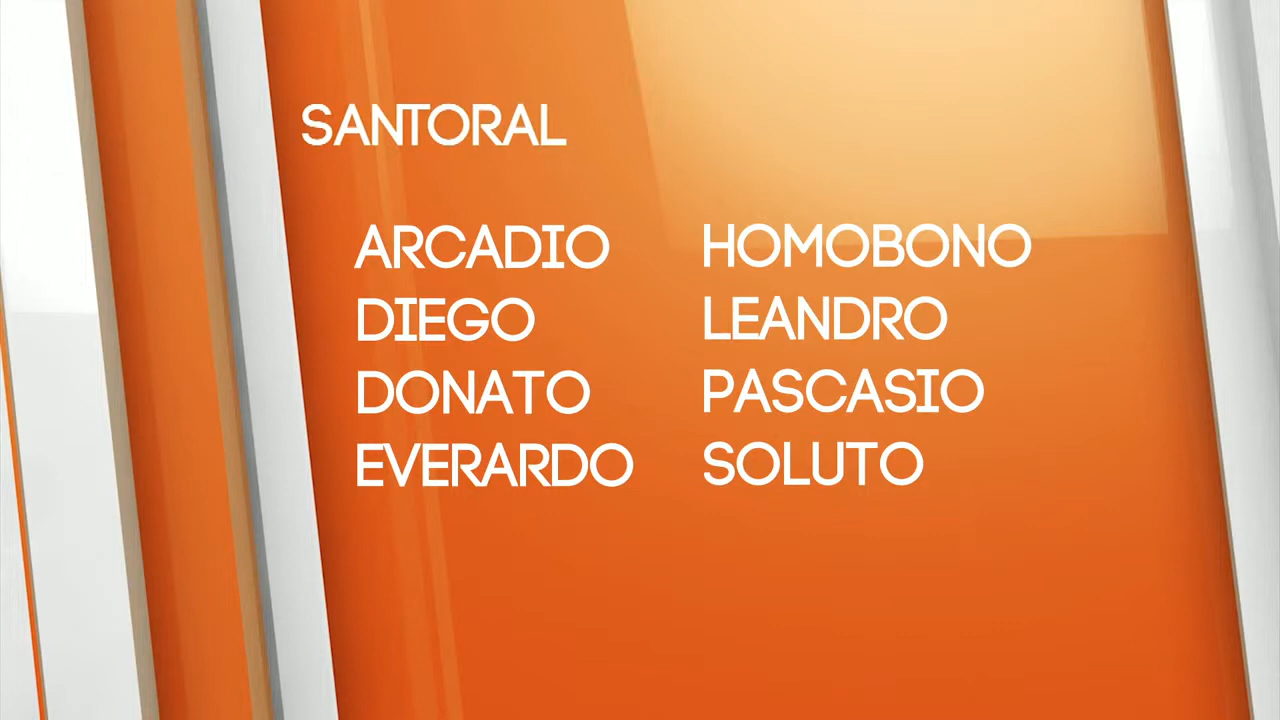 SANTORAL
ARCADIO
DIEGO
DONATO
EVERARDO
HOMOBONO
LEANDRO
PASCASIO
SOLUTO